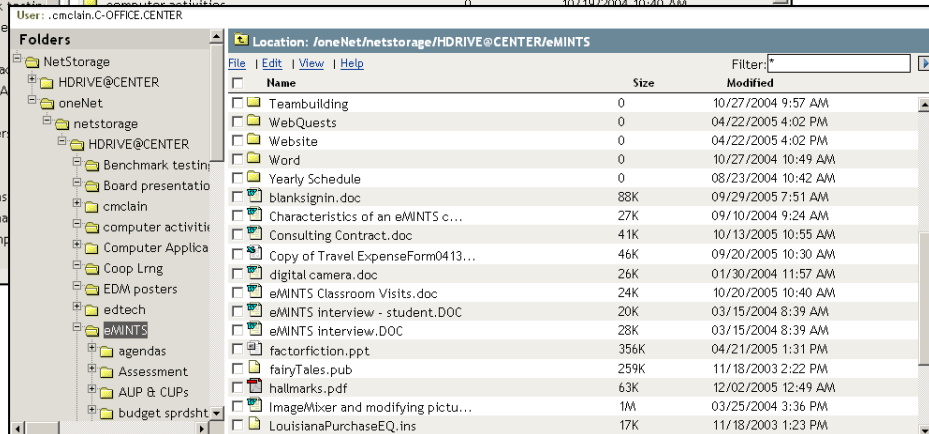 computer activities 0 10/19/2004 10:40 AM
User: .cmclain.C-OFFICE.CENTER
Folders
NetStorage
HDRIVE@CENTER
oneNet
netstorage
HDRIVE@CENTER
Benchmark testing
Board presentatio
cmclain
computer activitie
Computer Applica
Coop Lrng
EDM posters
edtech
eMINTS
agendas
Assessment
AUP & CUPs
budget sprdsht
Location: /oneNet/netstorage/HDRIVE@CENTER/eMINTS
File | Edit | View | Help Filter: *
Name Size Modified
Teambuilding 0 10/27/2004 9:57 AM
WebQuests 0 04/22/2005 4:02 PM
Website 0 04/22/2005 4:02 PM
Word 0 10/27/2004 10:49 AM
Yearly Schedule 0 08/23/2004 10:42 AM
blanksignin.doc 88K 09/29/2005 7:51 AM
Characteristics of an eMINTS c... 27K 09/10/2004 9:24 AM
Consulting Contract.doc 41K 10/13/2005 10:55 AM
Copy of Travel ExpenseForm0413... 46K 09/20/2005 10:30 AM
digital camera.doc 26K 01/30/2004 11:57 AM
eMINTS Classroom Visits.doc 24K 10/20/2005 10:40 AM
eMINTS interview - student.DOC 20K 03/15/2004 8:39 AM
eMINTS interview.DOC 28K 03/15/2004 8:39 AM
factorfiction.ppt 356K 04/21/2005 1:31 PM
fairyTales.pub 259K 11/18/2003 2:22 PM
hallmarks.pdf 63K 12/02/2005 12:49 AM
ImageMixer and modifying pictu... 1M 03/25/2004 3:36 PM
LouisianaPurchaseEQ.ins 17K 11/18/2003 1:23 PM